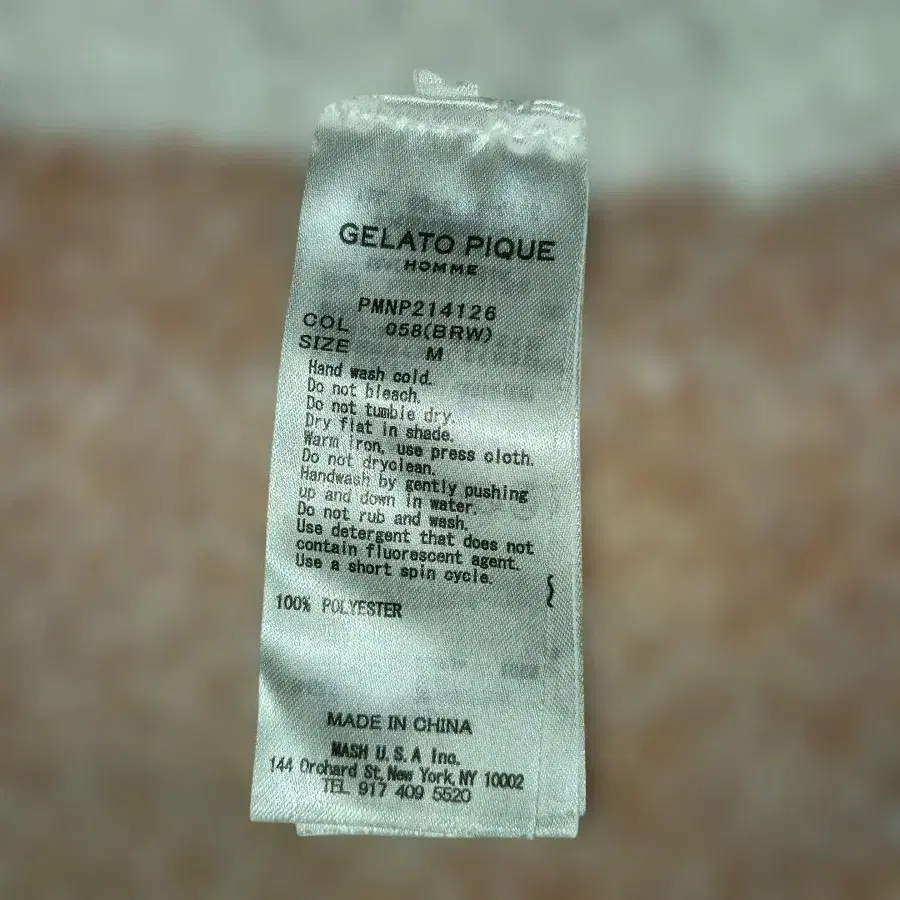 GELATO PIQUE
HOMME
PMNP214126
COL 058(BRW)
SIZE M
Hand wash cold.
Do not bleach.
Do not tumble dry.
Dry flat in shade.
Warm iron, use press cloth.
Do not dryclean.
Handwash by gently pushing
up and down in water.
Do not rub and wash.
Use detergent that does not
contain fluorescent agent.
Use a short spin cycle.
100% POLYESTER
MADE IN CHINA
MASH U.S.A Inc.
144 Orchard St, New York, NY 10002
TEL 917 409 5520